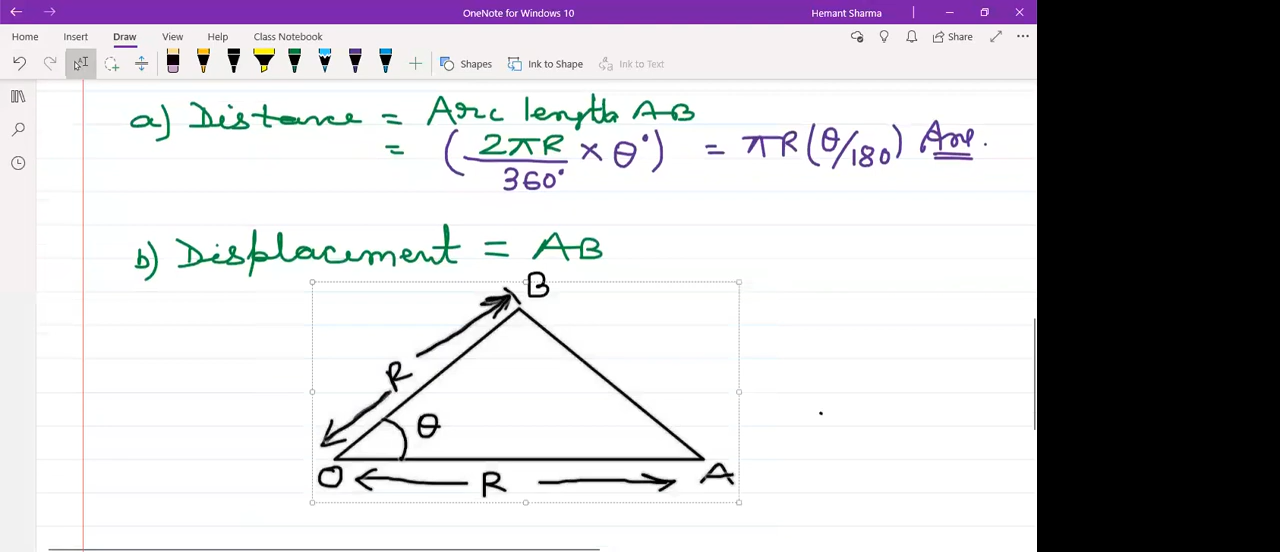 OneNote for Windows 10
Hemant Sharma
Home Insert Draw View Help Class Notebook
Share
Shapes Ink to Shape Ink to Text
a) Distance = Arc length AB
= (2πR/360° × θ°) = πR(θ/180) Ans.
b) Displacement = AB
B
R
θ
O R A